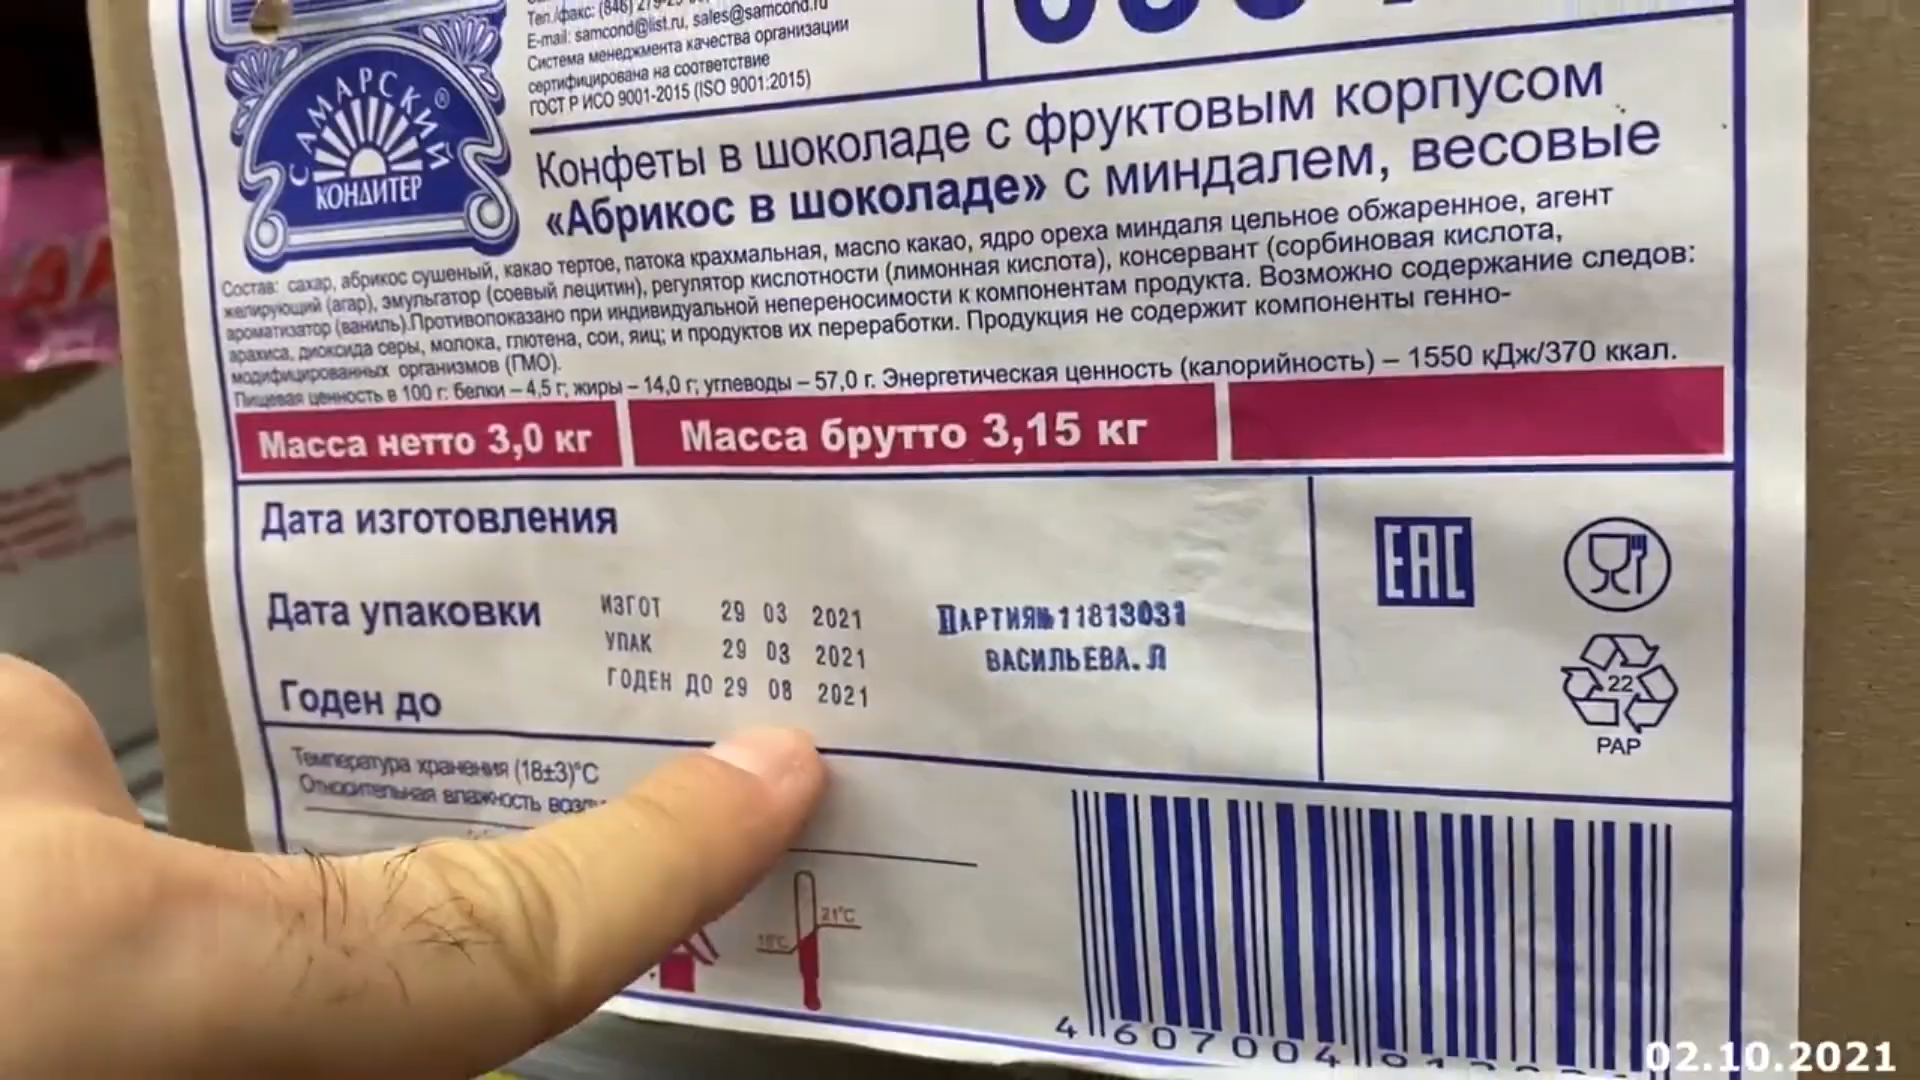 E-mail: samcond@list.ru, sales@samcond.ru
Система менеджмента качества организации
сертифицирована на соответствие
ГОСТ Р ИСО 9001-2015 (ISO 9001:2015)
САМАРСКИЙ®
КОНДИТЕР
Конфеты в шоколаде с фруктовым корпусом
«Абрикос в шоколаде» с миндалем, весовые
Состав: сахар, абрикос сушеный, какао тертое, патока крахмальная, масло какао, ядро ореха миндаля цельное обжаренное, агент
желирующий (агар), эмульгатор (соевый лецитин), регулятор кислотности (лимонная кислота), консервант (сорбиновая кислота,
ароматизатор (ваниль).Противопоказано при индивидуальной непереносимости к компонентам продукта. Возможно содержание следов:
арахиса, диоксида серы, молока, глютена, сои, яиц; и продуктов их переработки. Продукция не содержит компоненты генно-
модифицированных организмов (ГМО).
Пищевая ценность в 100 г: белки – 4,5 г; жиры – 14,0 г; углеводы – 57,0 г. Энергетическая ценность (калорийность) – 1550 кДж/370 ккал.
Масса нетто 3,0 кг
Масса брутто 3,15 кг
Дата изготовления
Дата упаковки
Годен до
ИЗГОТ 29 03 2021
УПАК 29 03 2021
ГОДЕН ДО 29 08 2021
ПАРТИЯ№11813031
ВАСИЛЬЕВА.Л
EAC
22
PAP
Температура хранения (18±3)°С
Относительная влажность
21°C
4 607004
02.10.2021